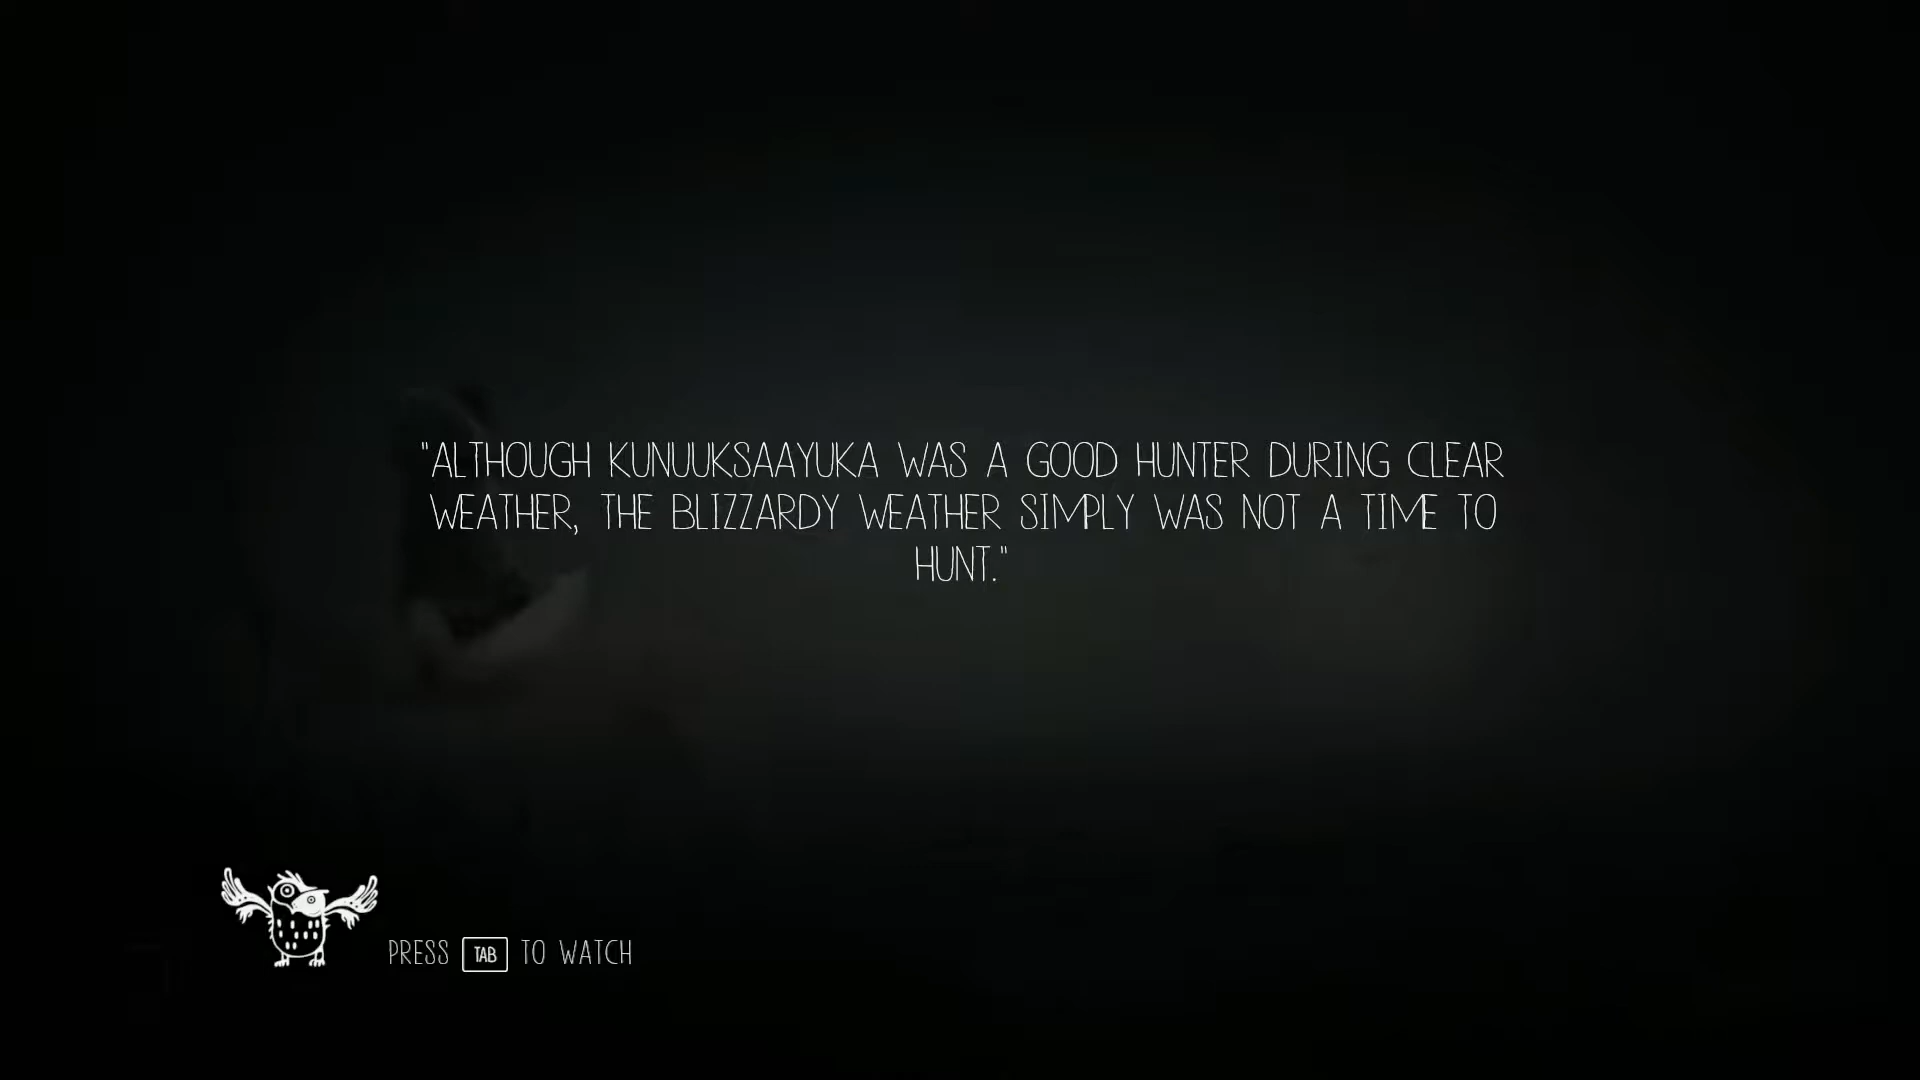 "ALTHOUGH KUNUUKSAAYUKA WAS A GOOD HUNTER DURING CLEAR
WEATHER, THE BLIZZARDY WEATHER SIMPLY WAS NOT A TIME TO
HUNT."
PRESS TAB TO WATCH